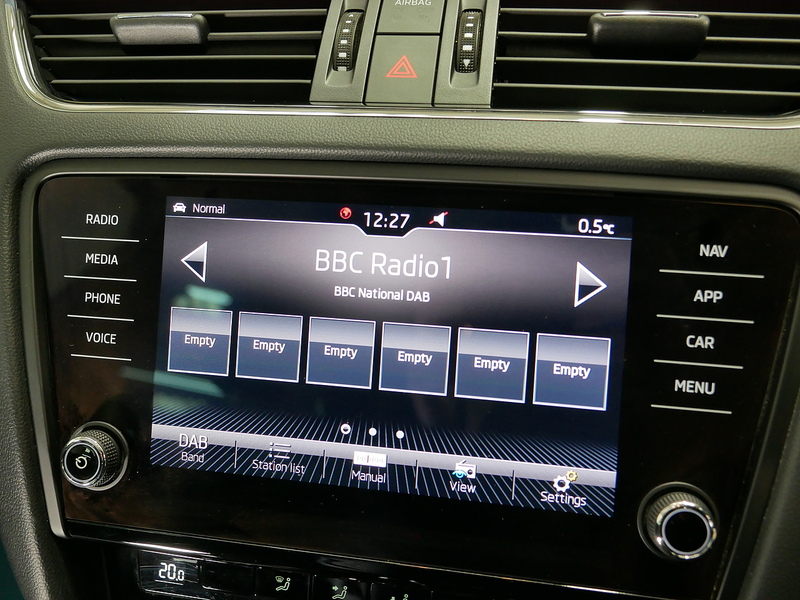 AIRBAG
Normal
12:27
0.5°C
RADIO
MEDIA
PHONE
VOICE
BBC Radio1
BBC National DAB
Empty
Empty
Empty
Empty
Empty
Empty
DAB
Band
Station list
Manual
View
Settings
NAV
APP
CAR
MENU
20.0